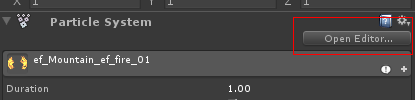 X 1 Y 1 Z 1
Particle System
Open Editor...
ef_Mountain_ef_fire_01
Duration 1.00